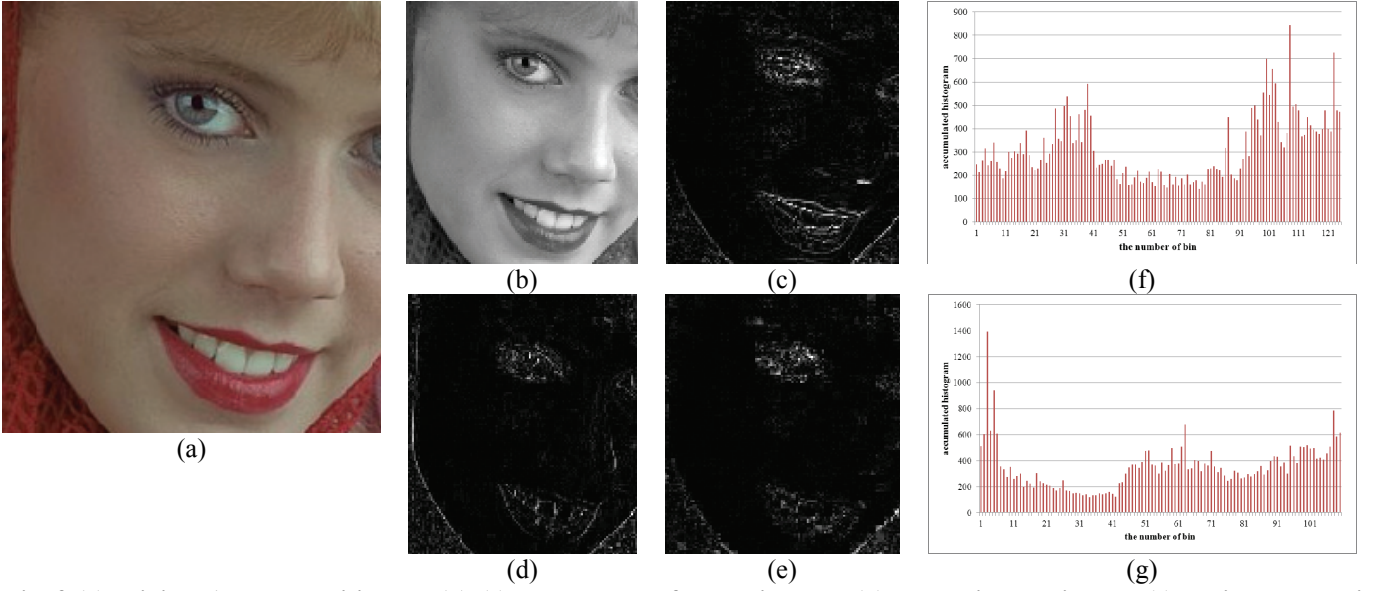 (a)
(b)
(c)
(d)
(e)
900
800
700
600
500
400
300
200
100
0
accumulated histogram
1 11 21 31 41 51 61 71 81 91 101 111 121
the number of bin
(f)
1600
1400
1200
1000
800
600
400
200
0
accumulated histogram
1 11 21 31 41 51 61 71 81 91 101
the number of bin
(g)